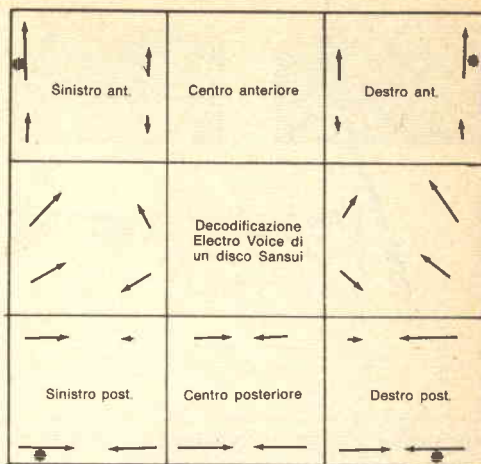 Sinistro ant.
Centro anteriore
Destro ant.
Decodificazione
Electro Voice di
un disco Sansui
Sinistro post.
Centro posteriore
Destro post.